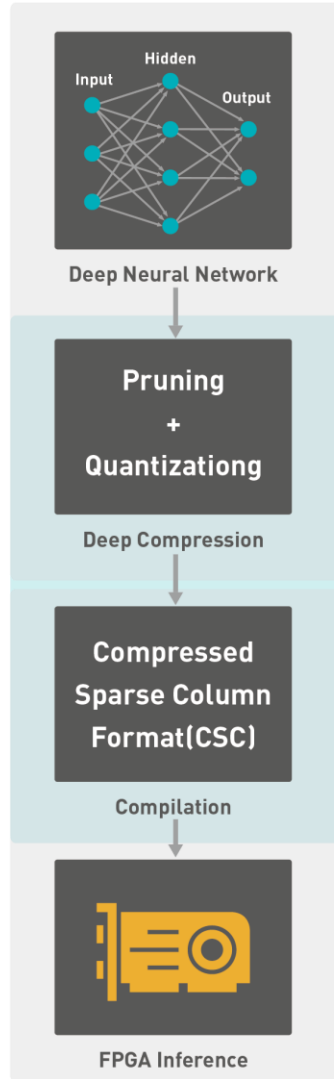 Hidden
Input
Output
Deep Neural Network
Pruning
+
Quantizationg
Deep Compression
Compressed
Sparse Column
Format(CSC)
Compilation
FPGA Inference